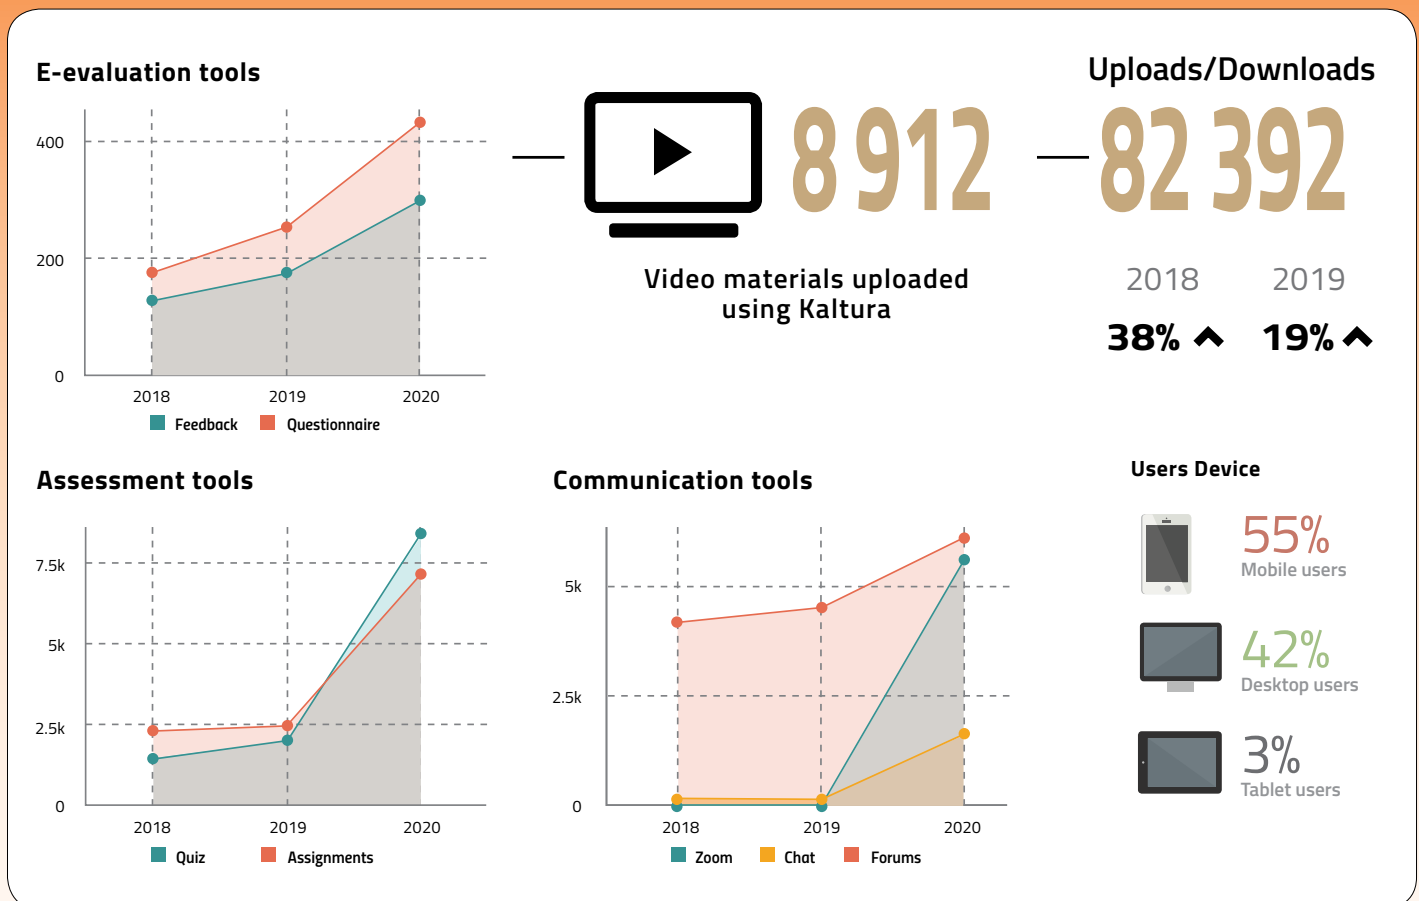 E-evaluation tools
400
200
0
2018 2019 2020
Feedback Questionnaire
8 912
Video materials uploaded
using Kaltura
Uploads/Downloads
82 392
2018 2019
38% 19%
Assessment tools
7.5k
5k
2.5k
0
2018 2019 2020
Quiz Assignments
Communication tools
5k
2.5k
0
2018 2019 2020
Zoom Chat Forums
Users Device
55%
Mobile users
42%
Desktop users
3%
Tablet users